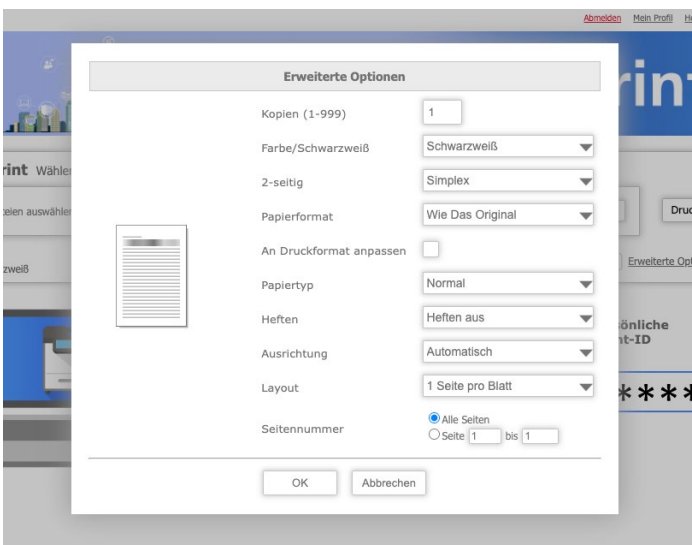 Abmelden Mein Profil
rint
Erweiterte Optionen
Kopien (1-999) 1
Farbe/Schwarzweiß Schwarzweiß
2-seitig Simplex
Papierformat Wie Das Original
An Druckformat anpassen
Papiertyp Normal
Heften Heften aus
Ausrichtung Automatisch
Layout 1 Seite pro Blatt
Seitennummer Alle Seiten
Seite 1 bis 1
OK Abbrechen
rint Wähle
eien auswähler
zweiß
Druc
Erweiterte Opt
önliche
nt-ID
****